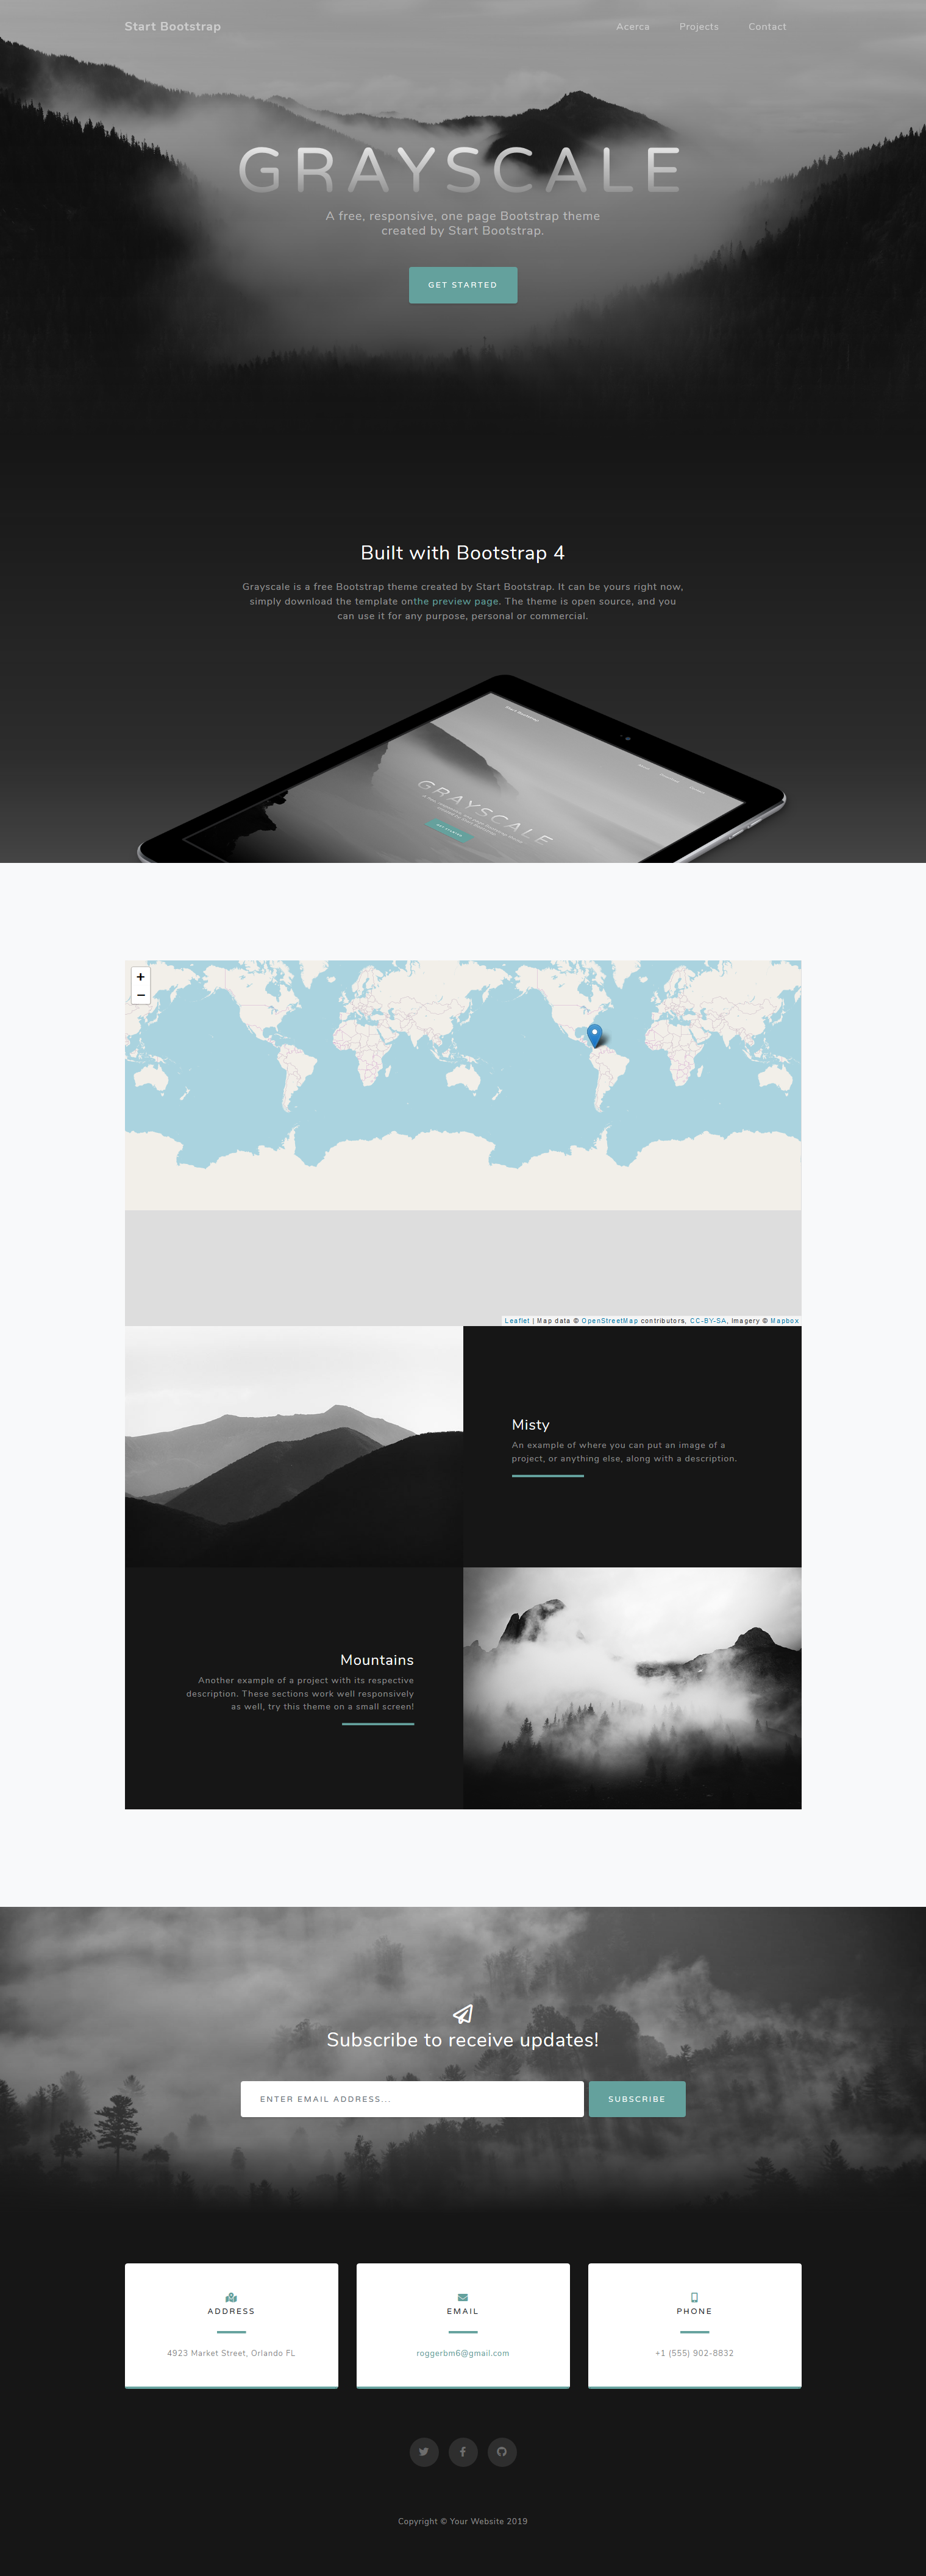 Start Bootstrap
Acerca Projects Contact
GRAYSCALE
A free, responsive, one page Bootstrap theme
created by Start Bootstrap.
GET STARTED
Built with Bootstrap 4
Grayscale is a free Bootstrap theme created by Start Bootstrap. It can be yours right now,
simply download the template onthe preview page. The theme is open source, and you
can use it for any purpose, personal or commercial.
Start Bootstrap
GRAYSCALE
GET STARTED
+
−
Leaflet | Map data © OpenStreetMap contributors, CC-BY-SA, Imagery © Mapbox
Misty
An example of where you can put an image of a
project, or anything else, along with a description.
Mountains
Another example of a project with its respective
description. These sections work well responsively
as well, try this theme on a small screen!
Subscribe to receive updates!
ENTER EMAIL ADDRESS...
SUBSCRIBE
ADDRESS
4923 Market Street, Orlando FL
EMAIL
roggerbm6@gmail.com
PHONE
+1 (555) 902-8832
Copyright © Your Website 2019